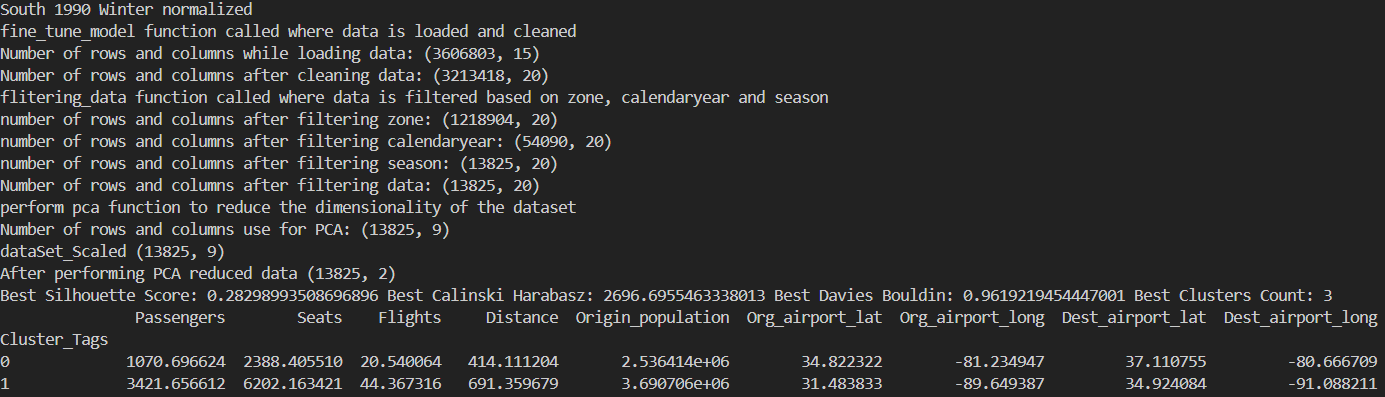 South 1990 Winter normalized
fine_tune_model function called where data is loaded and cleaned
Number of rows and columns while loading data: (3606803, 15)
Number of rows and columns after cleaning data: (3213418, 20)
flitering_data function called where data is filtered based on zone, calendaryear and season
number of rows and columns after filtering zone: (1218904, 20)
number of rows and columns after filtering calendaryear: (54090, 20)
number of rows and columns after filtering season: (13825, 20)
Number of rows and columns after filtering data: (13825, 20)
perform pca function to reduce the dimensionality of the dataset
Number of rows and columns use for PCA: (13825, 9)
dataSet_Scaled (13825, 9)
After performing PCA reduced data (13825, 2)
Best Silhouette Score: 0.28298993508696896 Best Calinski Harabasz: 2696.6955463338013 Best Davies Bouldin: 0.9619219454447001 Best Clusters Count: 3
Passengers Seats Flights Distance Origin_population Org_airport_lat Org_airport_long Dest_airport_lat Dest_airport_long
Cluster_Tags
0 1070.696624 2388.405510 20.540064 414.111204 2.536414e+06 34.822322 -81.234947 37.110755 -80.666709
1 3421.656612 6202.163421 44.367316 691.359679 3.690706e+06 31.483833 -89.649387 34.924084 -91.088211